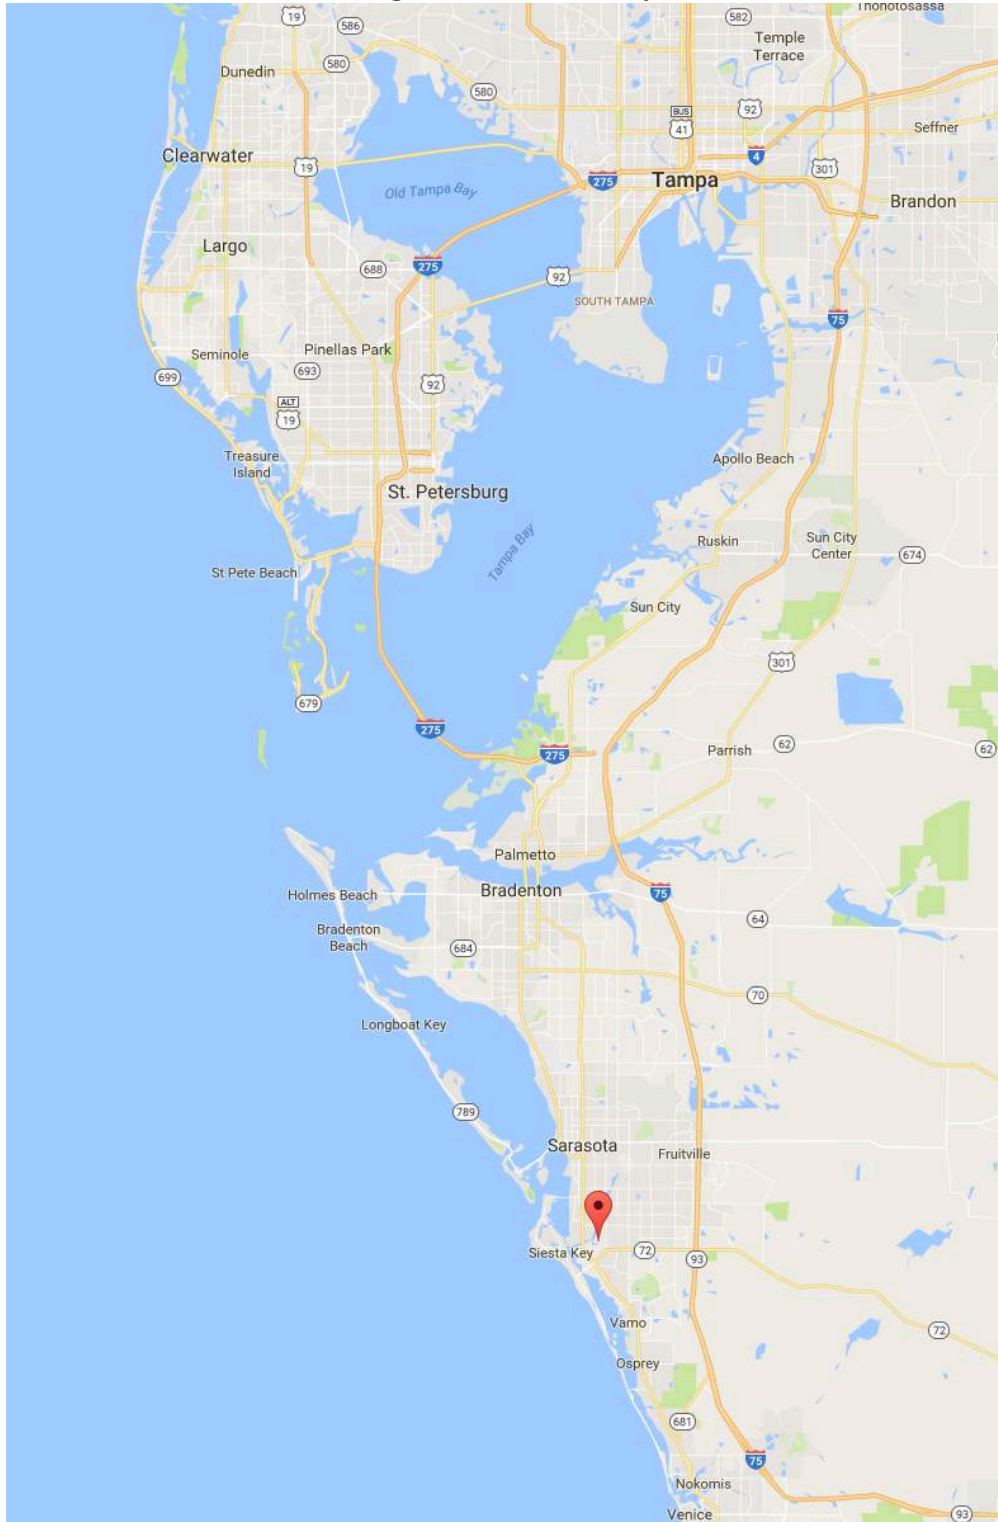 Thonotosassa
19
586
582
Temple
Terrace
580
Dunedin
580
BUS
41
92
Seffner
Clearwater
19
4
301
275
Tampa
Old Tampa Bay
Brandon
Largo
688
275
92
SOUTH TAMPA
75
Seminole
Pinellas Park
693
699
92
ALT
19
Treasure
Island
Apollo Beach
St. Petersburg
Tampa Bay
Ruskin
Sun City
Center
674
St Pete Beach
Sun City
301
679
275
275
Parrish
62
62
Palmetto
Bradenton
75
Holmes Beach
64
Bradenton
Beach
684
70
Longboat Key
789
Sarasota
Fruitville
Siesta Key
72
93
Vamo
72
Osprey
681
75
Nokomis
Venice
93